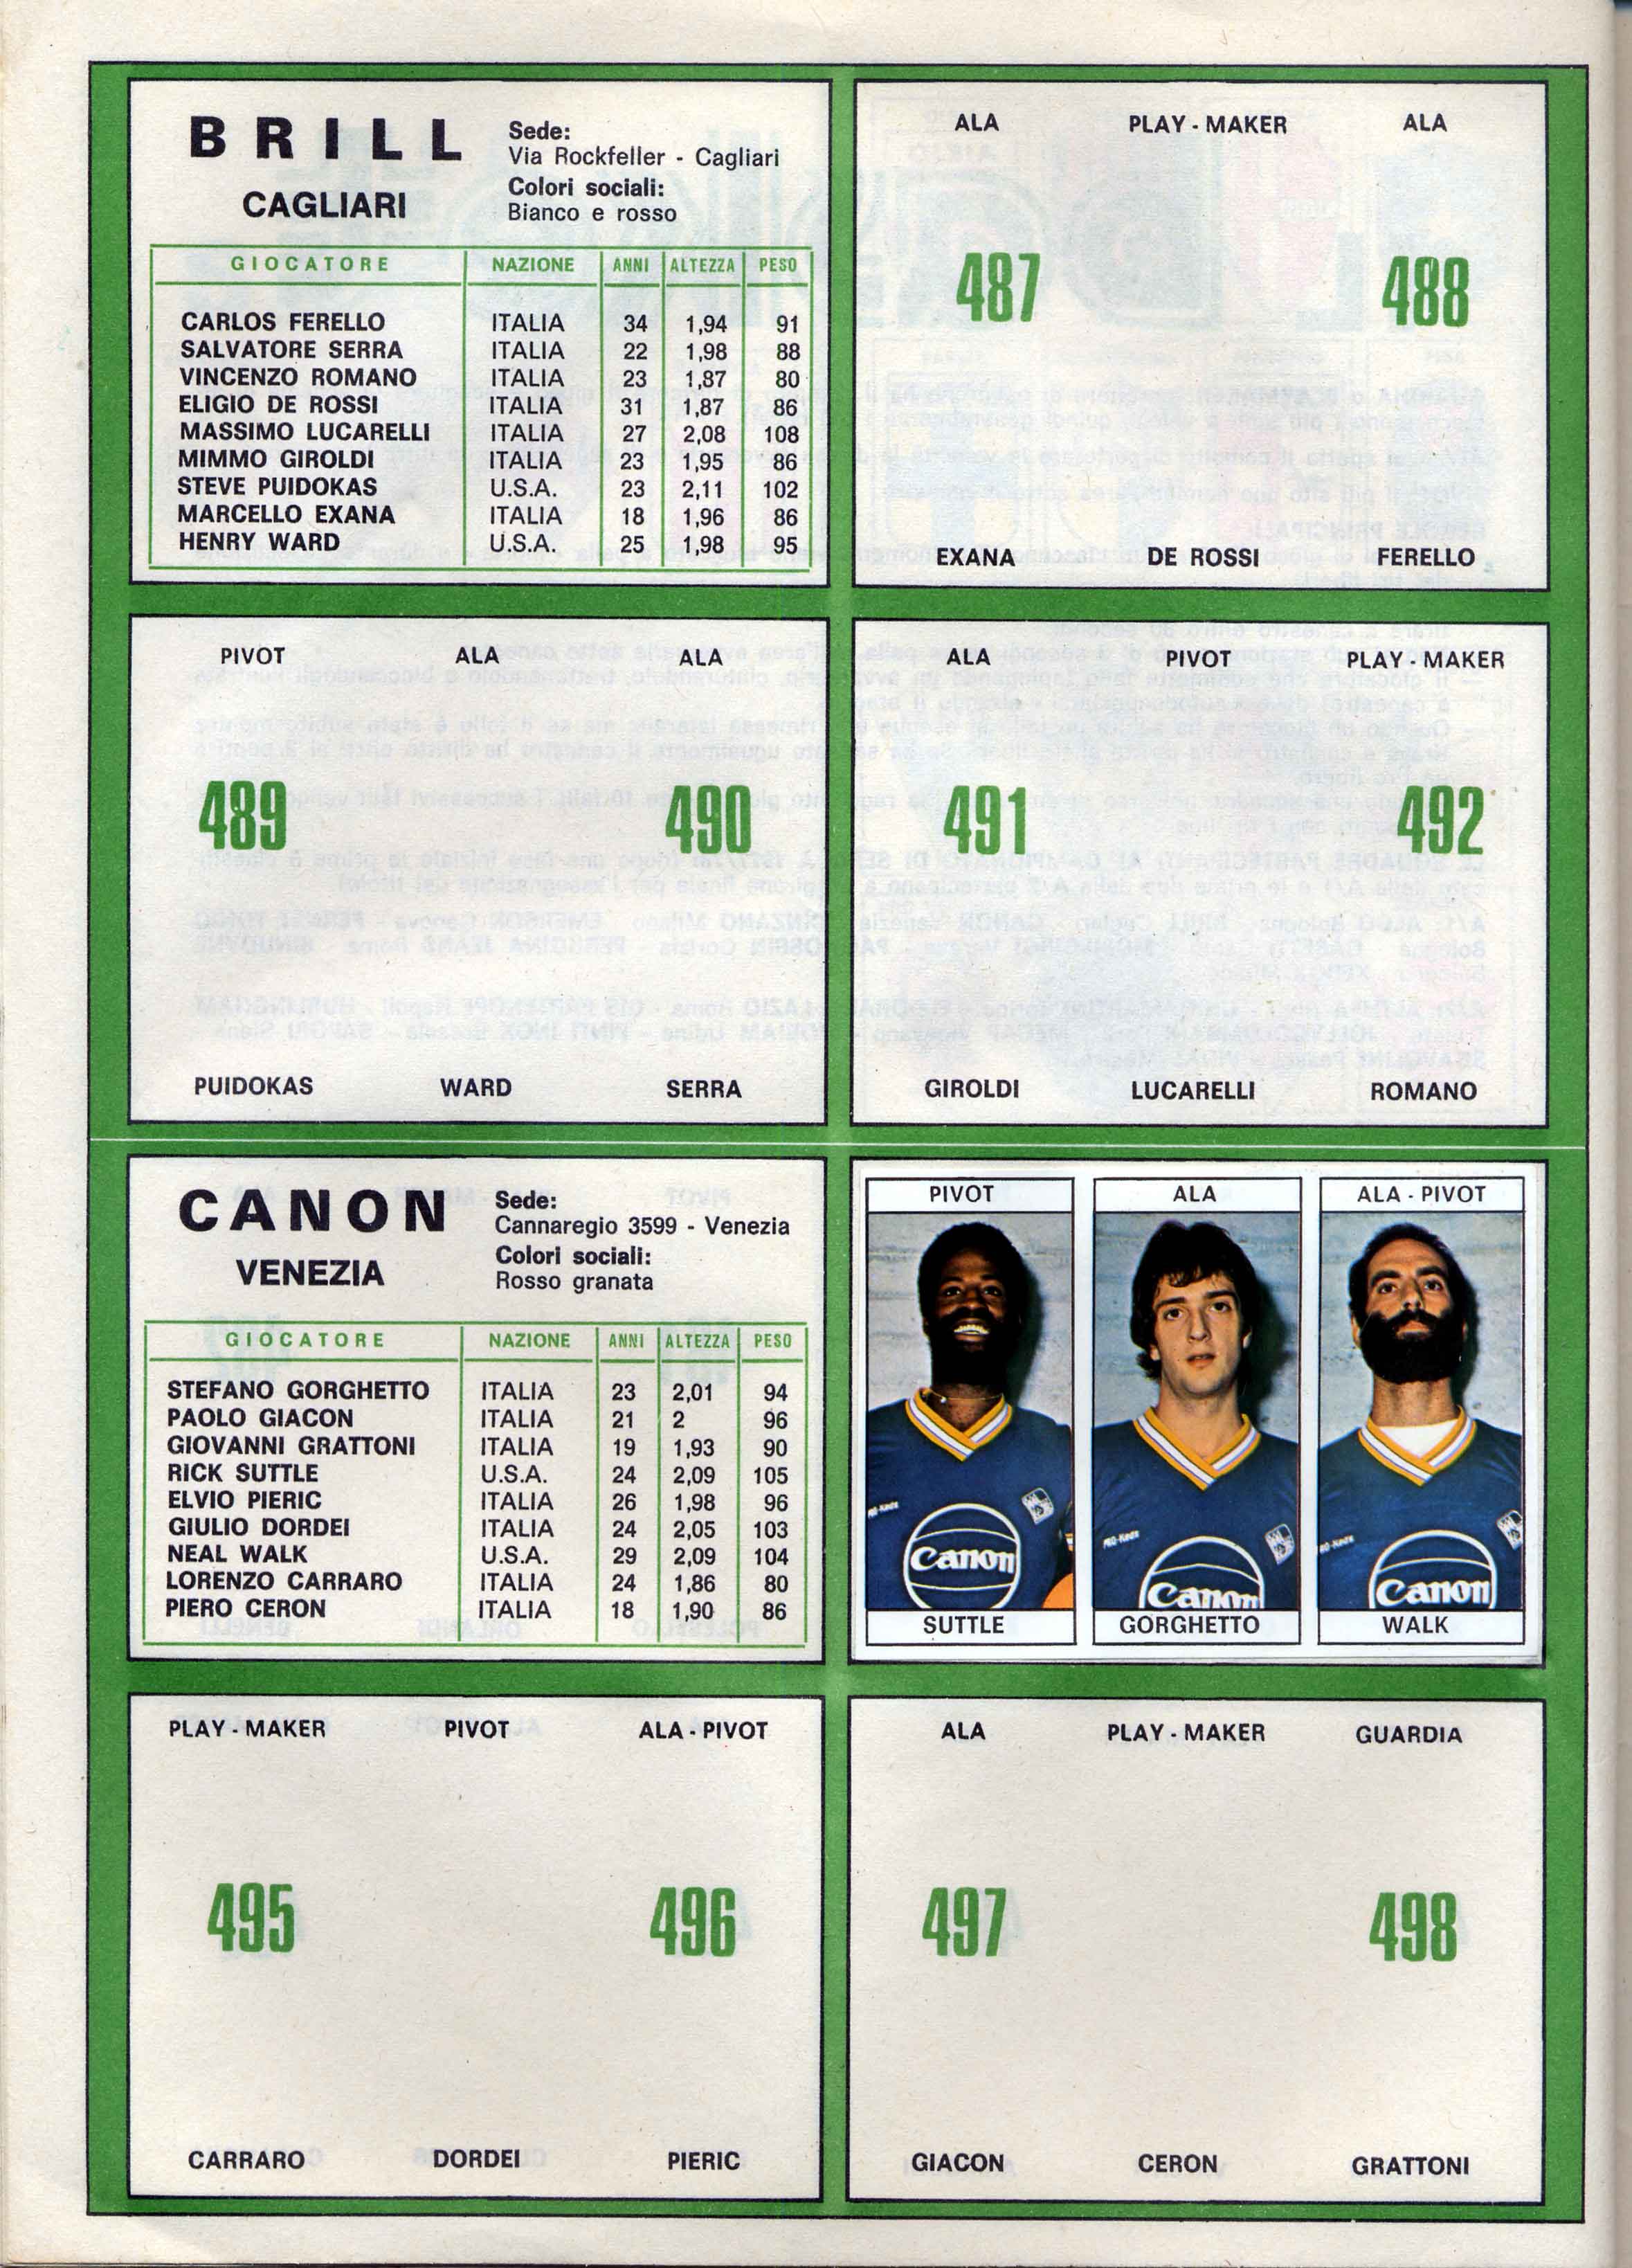 BRILL
CAGLIARI
Sede:
Via Rockfeller - Cagliari
Colori sociali:
Bianco e rosso
GIOCATORE NAZIONE ANNI ALTEZZA PESO
CARLOS FERELLO ITALIA 34 1,94 91
SALVATORE SERRA ITALIA 22 1,98 88
VINCENZO ROMANO ITALIA 23 1,87 80
ELIGIO DE ROSSI ITALIA 31 1,87 86
MASSIMO LUCARELLI ITALIA 27 2,08 108
MIMMO GIROLDI ITALIA 23 1,95 86
STEVE PUIDOKAS U.S.A. 23 2,11 102
MARCELLO EXANA ITALIA 18 1,96 86
HENRY WARD U.S.A. 25 1,98 95
ALA PLAY - MAKER ALA
487 488
EXANA DE ROSSI FERELLO
PIVOT ALA ALA
489 490
PUIDOKAS WARD SERRA
ALA PIVOT PLAY - MAKER
491 492
GIROLDI LUCARELLI ROMANO
CANON
VENEZIA
Sede:
Cannaregio 3599 - Venezia
Colori sociali:
Rosso granata
GIOCATORE NAZIONE ANNI ALTEZZA PESO
STEFANO GORGHETTO ITALIA 23 2,01 94
PAOLO GIACON ITALIA 21 2 96
GIOVANNI GRATTONI ITALIA 19 1,93 90
RICK SUTTLE U.S.A. 24 2,09 105
ELVIO PIERIC ITALIA 26 1,98 96
GIULIO DORDEI ITALIA 24 2,05 103
NEAL WALK U.S.A. 29 2,09 104
LORENZO CARRARO ITALIA 24 1,86 80
PIERO CERON ITALIA 18 1,90 86
PIVOT ALA ALA - PIVOT
Canon Canon Canon
SUTTLE GORGHETTO WALK
PLAY - MAKER PIVOT ALA - PIVOT
495 496
CARRARO DORDEI PIERIC
ALA PLAY - MAKER GUARDIA
497 498
GIACON CERON GRATTONI